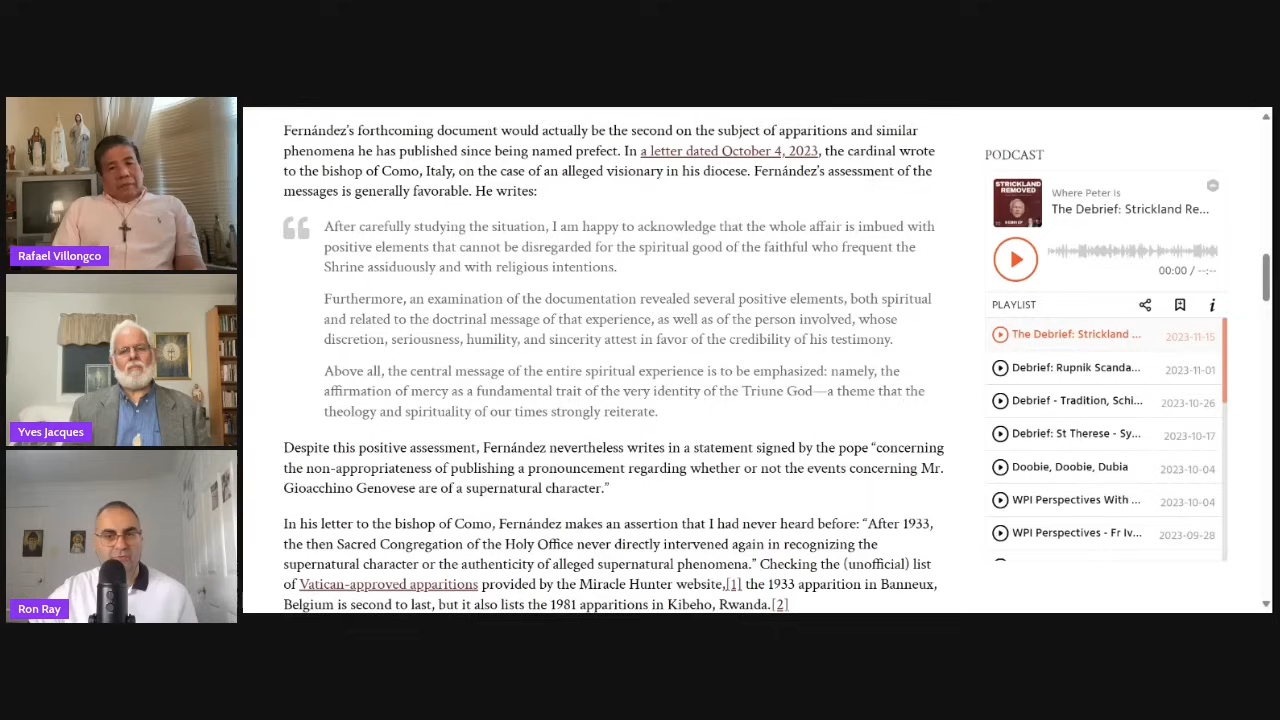 Rafael Villongco
Yves Jacques
Ron Ray
Fernández’s forthcoming document would actually be the second on the subject of apparitions and similar
phenomena he has published since being named prefect. In a letter dated October 4, 2023, the cardinal wrote
to the bishop of Como, Italy, on the case of an alleged visionary in his diocese. Fernández’s assessment of the
messages is generally favorable. He writes:
After carefully studying the situation, I am happy to acknowledge that the whole affair is imbued with
positive elements that cannot be disregarded for the spiritual good of the faithful who frequent the
Shrine assiduously and with religious intentions.
Furthermore, an examination of the documentation revealed several positive elements, both spiritual
and related to the doctrinal message of that experience, as well as of the person involved, whose
discretion, seriousness, humility, and sincerity attest in favor of the credibility of his testimony.
Above all, the central message of the entire spiritual experience is to be emphasized: namely, the
affirmation of mercy as a fundamental trait of the very identity of the Triune God—a theme that the
theology and spirituality of our times strongly reiterate.
Despite this positive assessment, Fernández nevertheless writes in a statement signed by the pope “concerning
the non-appropriateness of publishing a pronouncement regarding whether or not the events concerning Mr.
Gioacchino Genovese are of a supernatural character.”
In his letter to the bishop of Como, Fernández makes an assertion that I had never heard before: “After 1933,
the then Sacred Congregation of the Holy Office never directly intervened again in recognizing the
supernatural character or the authenticity of alleged supernatural phenomena.” Checking the (unofficial) list
of Vatican-approved apparitions provided by the Miracle Hunter website,[1] the 1933 apparition in Banneux,
Belgium is second to last, but it also lists the 1981 apparitions in Kibeho, Rwanda.[2]
PODCAST
STRICKLAND
REMOVED
Where Peter Is
The Debrief: Strickland Re...
00:00 / --:--
PLAYLIST
The Debrief: Strickland ... 2023-11-15
Debrief: Rupnik Scanda... 2023-11-01
Debrief - Tradition, Schi... 2023-10-26
Debrief: St Therese - Sy... 2023-10-17
Doobie, Doobie, Dubia 2023-10-04
WPI Perspectives With ... 2023-10-04
WPI Perspectives - Fr Iv... 2023-09-28